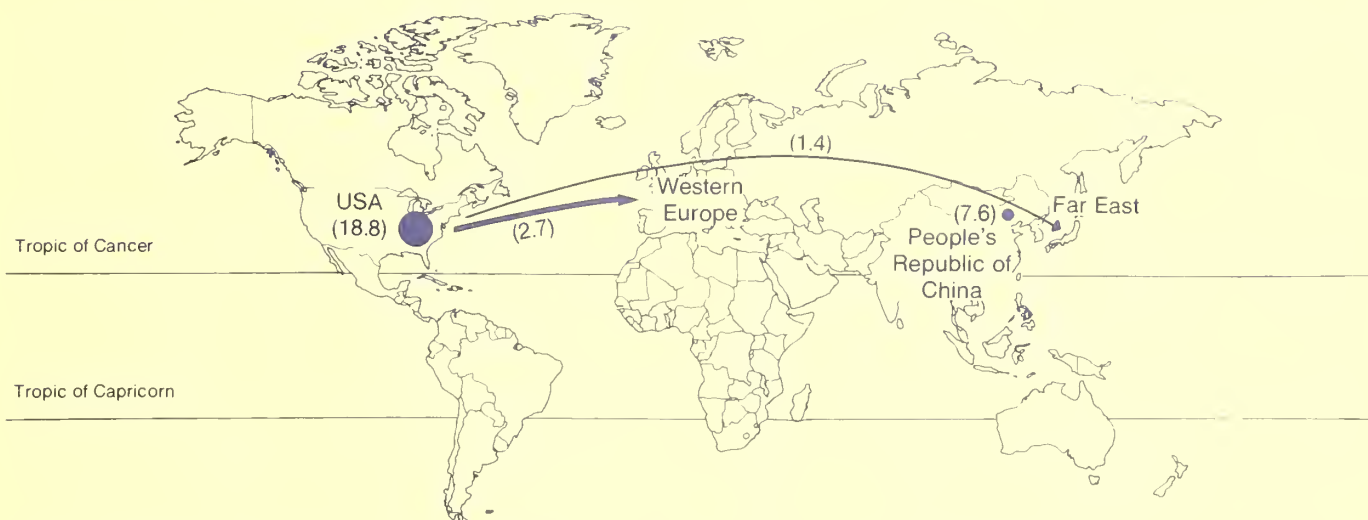 (1.4)
USA
(18.8)
(2.7)
Western
Europe
Far East
(7.6)
People's
Republic of
China
Tropic of Cancer
Tropic of Capricorn